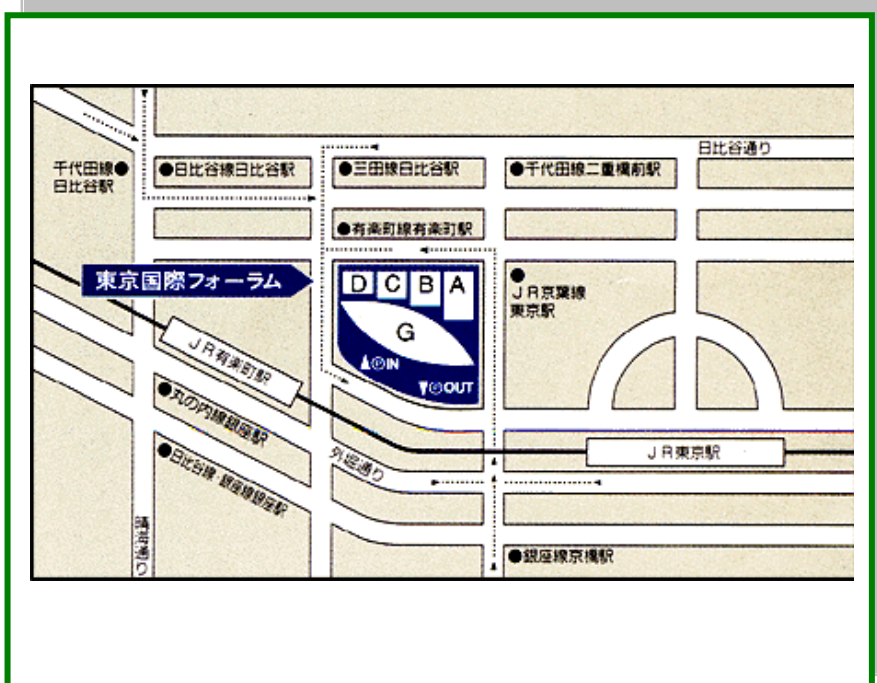 日比谷通り
千代田線●
日比谷駅
●日比谷線日比谷駅
●三田線日比谷駅
●千代田線二重橋前駅
●有楽町線有楽町駅
東京国際フォーラム
D C B A
G
▲ⓅIN
▼ⓅOUT
●
JR京葉線
東京駅
JR有楽町駅
●丸の内線銀座駅
●日比谷線・銀座線銀座駅
外堀通り
JR東京駅
晴海通り
●銀座線京橋駅